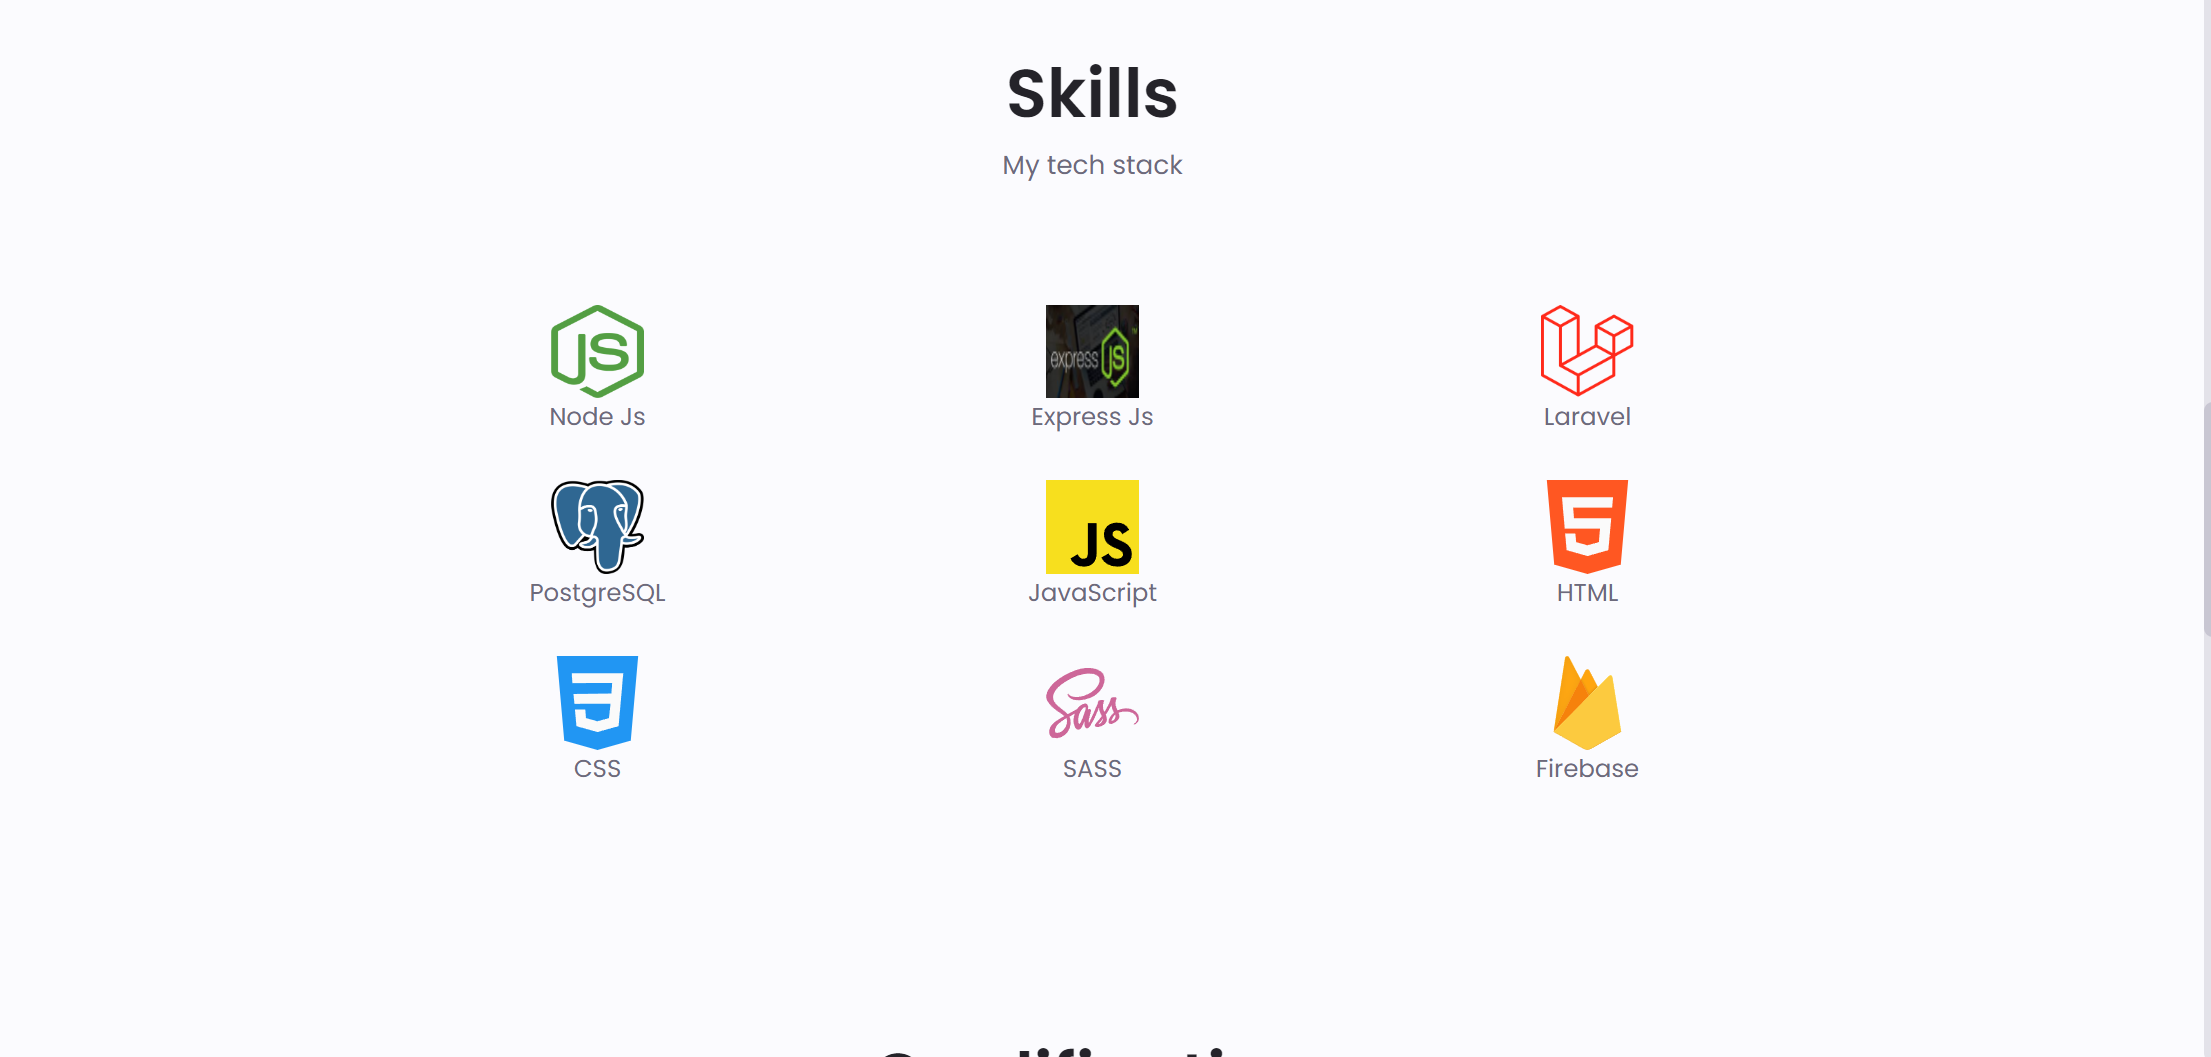 Skills
My tech stack
JS
express JS
Node Js
Express Js
Laravel
JS
5
PostgreSQL
JavaScript
HTML
3
Sass
CSS
SASS
Firebase